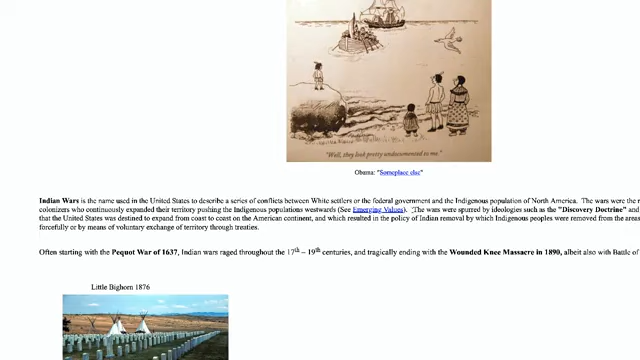 "Well, they look pretty undocumented to me."
Obama: "Someplace else"
Indian Wars is the name used in the United States to describe a series of conflicts between White settlers or the federal government and the Indigenous population of North America. The wars were the r
colonizers who continuously expanded their territory pushing the Indigenous populations westwards (See Emerging Values). :The wars were spurred by ideologies such as the "Discovery Doctrine" and
that the United States was destined to expand from coast to coast on the American continent, and which resulted in the policy of Indian removal by which Indigenous peoples were removed from the areas
forcefully or by means of voluntary exchange of territory through treaties.
Often starting with the Pequot War of 1637, Indian wars raged throughout the 17th – 19th centuries, and tragically ending with the Wounded Knee Massacre in 1890, albeit also with Battle of
Little Bighorn 1876